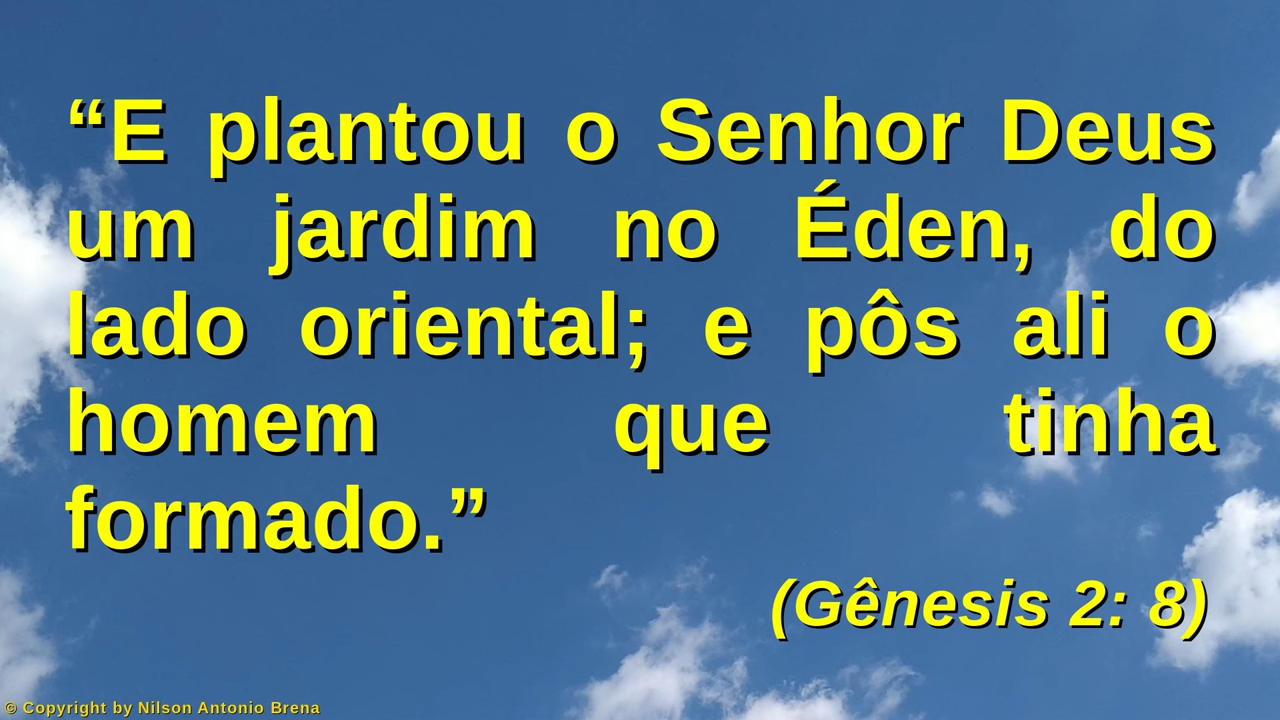 “E plantou o Senhor Deus
um jardim no Éden, do
lado oriental; e pôs ali o
homem que tinha
formado.”
(Gênesis 2: 8)
© Copyright by Nilson Antonio Brena